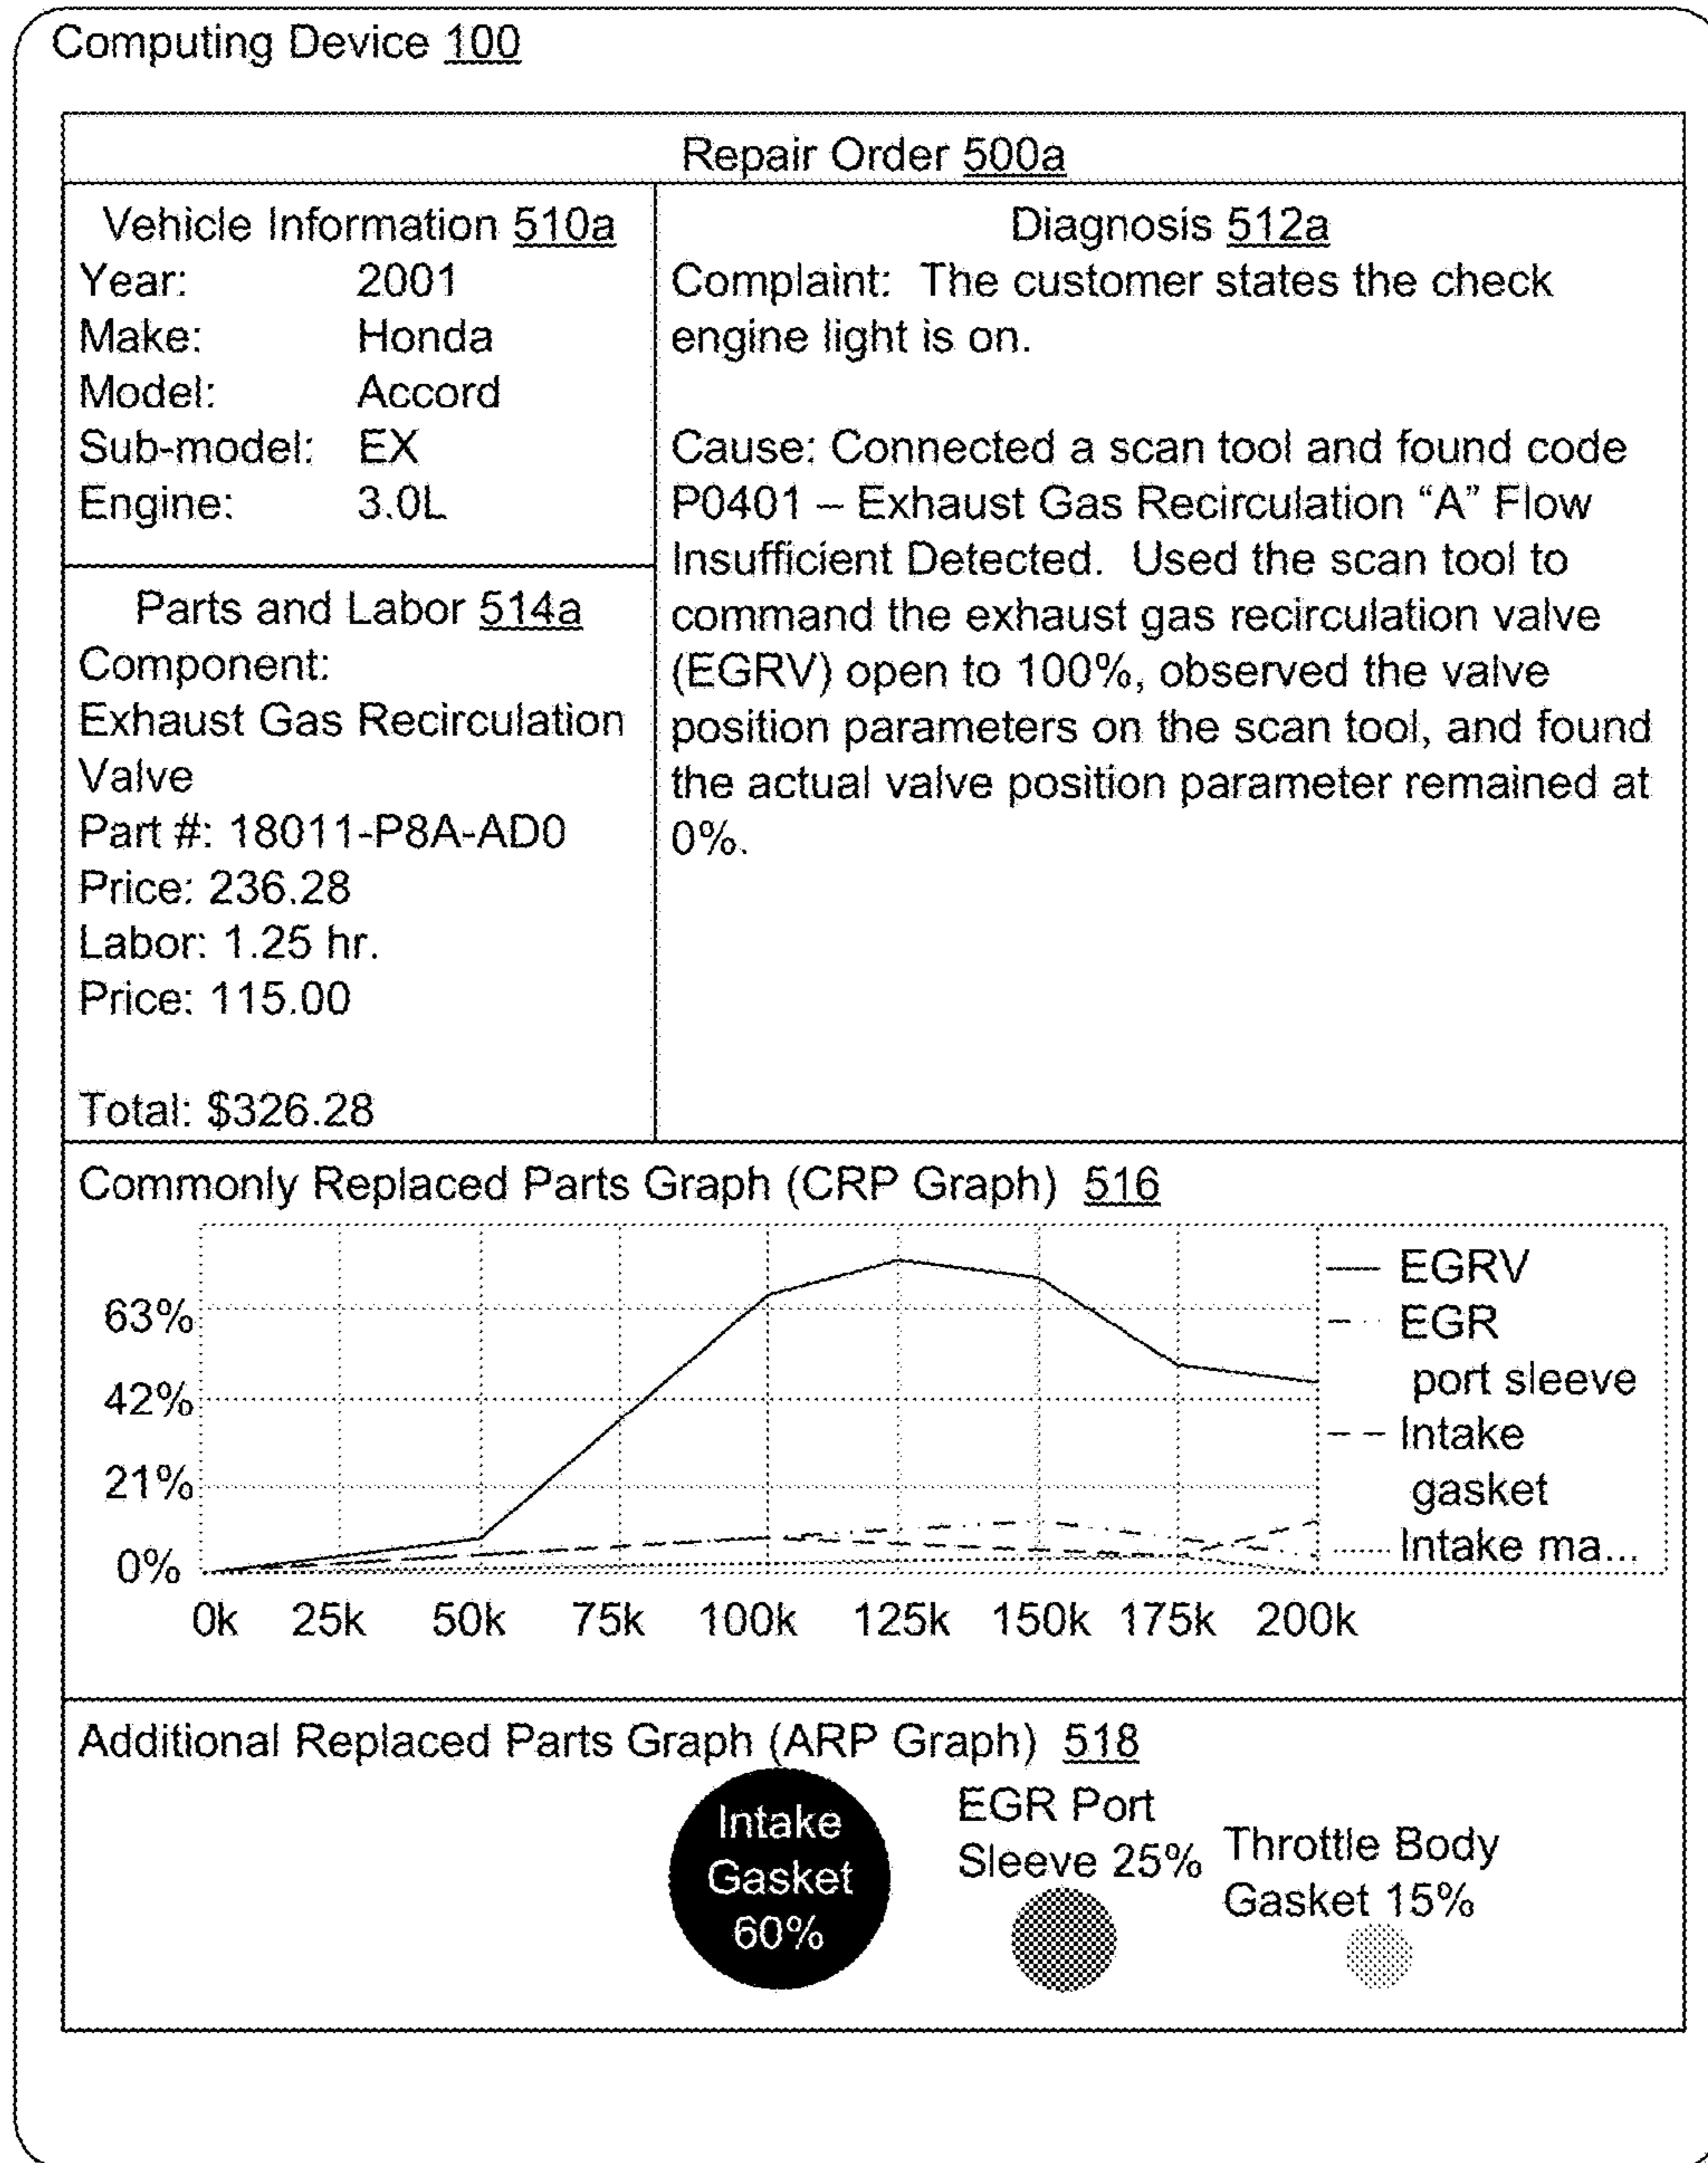 Computing Device 100
Repair Order 500a
Vehicle Information 510a
Year: 2001
Make: Honda
Model: Accord
Sub-model: EX
Engine: 3.0L
Parts and Labor 514a
Component:
Exhaust Gas Recirculation
Valve
Part #: 18011-P8A-AD0
Price: 236.28
Labor: 1.25 hr.
Price: 115.00
Total: $326.28
Diagnosis 512a
Complaint: The customer states the check
engine light is on.
Cause: Connected a scan tool and found code
P0401 – Exhaust Gas Recirculation “A” Flow
Insufficient Detected. Used the scan tool to
command the exhaust gas recirculation valve
(EGRV) open to 100%, observed the valve
position parameters on the scan tool, and found
the actual valve position parameter remained at
0%.
Commonly Replaced Parts Graph (CRP Graph) 516
63%
42%
21%
0%
0k 25k 50k 75k 100k 125k 150k 175k 200k
EGRV
EGR
port sleeve
Intake
gasket
Intake ma...
Additional Replaced Parts Graph (ARP Graph) 518
Intake
Gasket
60%
EGR Port
Sleeve 25%
Throttle Body
Gasket 15%